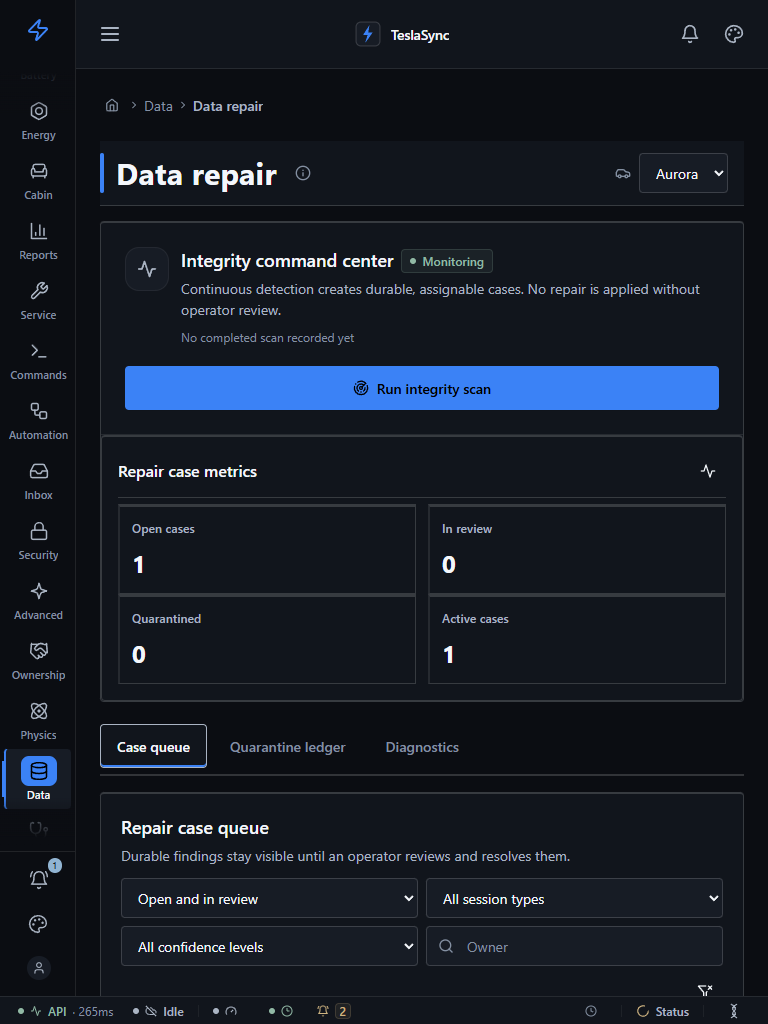 TeslaSync
Energy
Cabin
Reports
Service
Commands
Automation
Inbox
Security
Advanced
Ownership
Physics
Data
1
Data
Data repair
Data repair
Aurora
Integrity command center
Monitoring
Continuous detection creates durable, assignable cases. No repair is applied without
operator review.
No completed scan recorded yet
Run integrity scan
Repair case metrics
Open cases
1
In review
0
Quarantined
0
Active cases
1
Case queue
Quarantine ledger
Diagnostics
Repair case queue
Durable findings stay visible until an operator reviews and resolves them.
Open and in review
All session types
All confidence levels
Owner
API · 265ms
Idle
2
Status